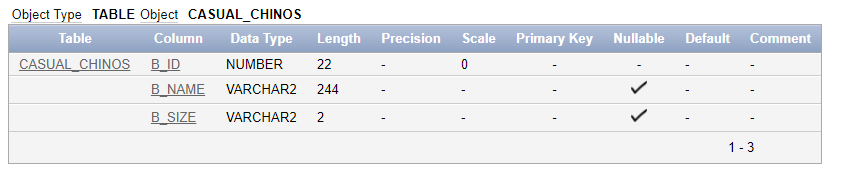 Object Type TABLE Object CASUAL_CHINOS
Table Column Data Type Length Precision Scale Primary Key Nullable Default Comment
CASUAL_CHINOS B_ID NUMBER 22 - 0 - - - -
B_NAME VARCHAR2 244 - - - - -
B_SIZE VARCHAR2 2 - - - - -
1 - 3